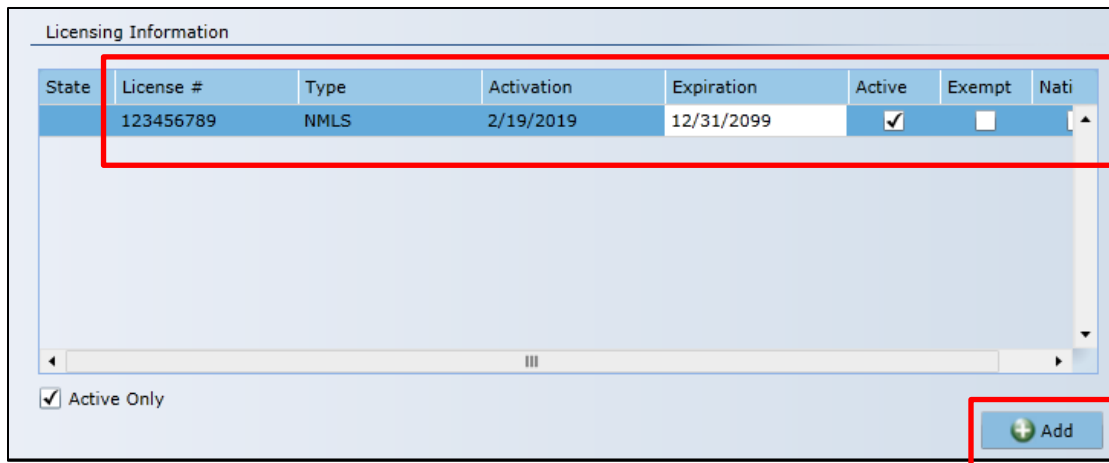 Licensing Information
State License # Type Activation Expiration Active Exempt Nati
123456789 NMLS 2/19/2019 12/31/2099
Active Only
Add